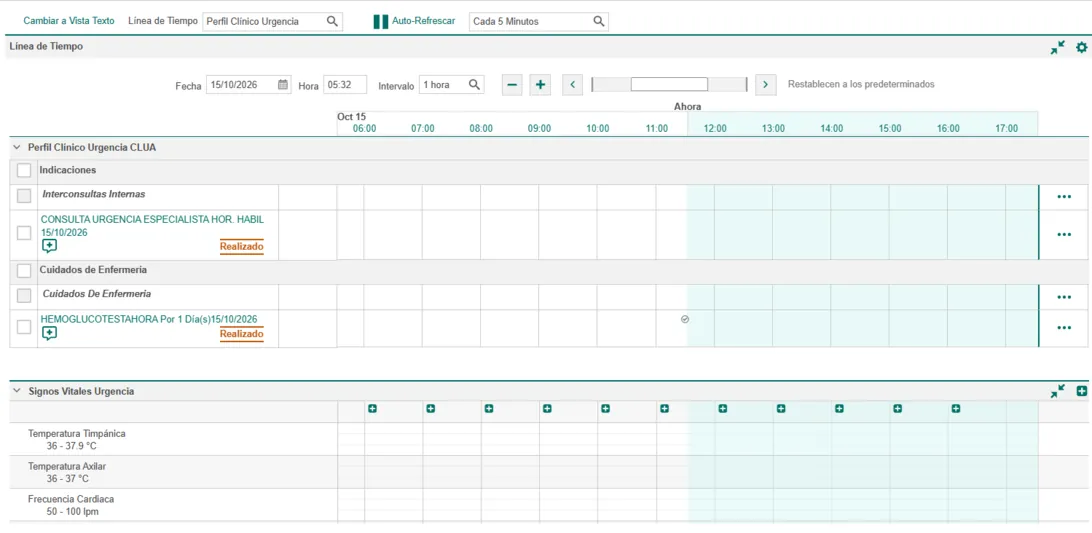 Cambiar a Vista Texto Línea de Tiempo Perfil Clínico Urgencia Auto-Refrescar Cada 5 Minutos
Línea de Tiempo
Fecha 15/10/2026 Hora 05:32 Intervalo 1 hora Restablecen a los predeterminados
Ahora
Oct 15
06:00 07:00 08:00 09:00 10:00 11:00 12:00 13:00 14:00 15:00 16:00 17:00
Perfil Clinico Urgencia CLUA
Indicaciones
Interconsultas Internas
CONSULTA URGENCIA ESPECIALISTA HOR. HABIL
15/10/2026
Realizado
Cuidados de Enfermeria
Cuidados De Enfermeria
HEMOGLUCOTESTAHORA Por 1 Día(s)15/10/2026
Realizado
Signos Vitales Urgencia
Temperatura Timpánica
36 - 37.9 °C
Temperatura Axilar
36 - 37 °C
Frecuencia Cardiaca
50 - 100 lpm